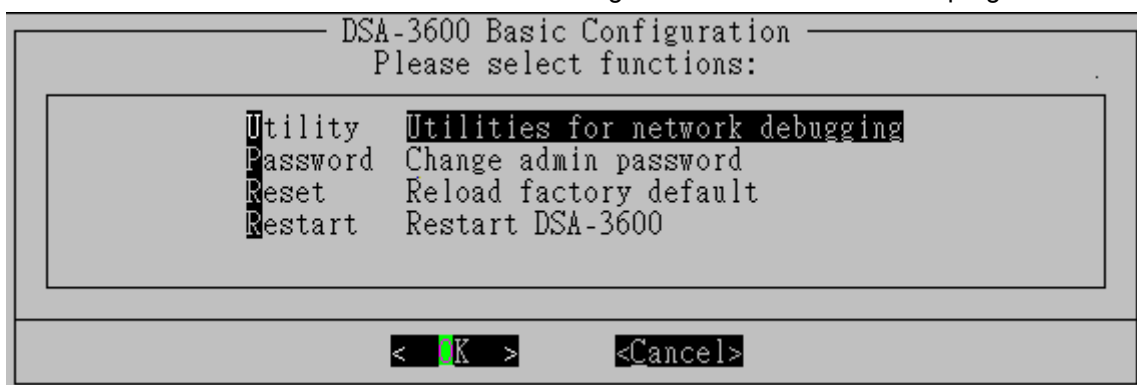 DSA-3600 Basic Configuration
Please select functions:
Utility Utilities for network debugging
Password Change admin password
Reset Reload factory default
Restart Restart DSA-3600
< OK > <Cancel>